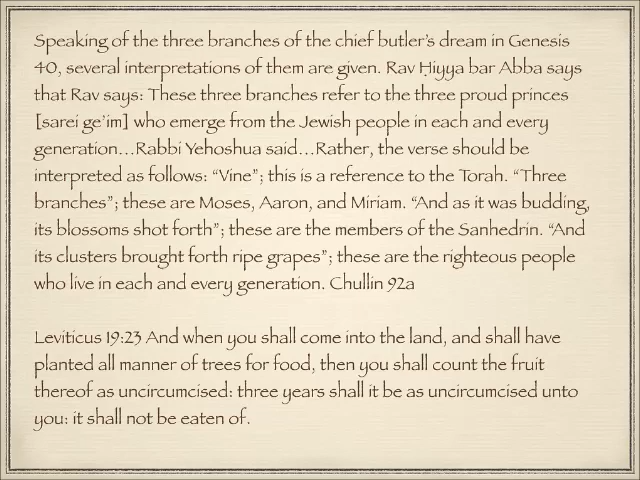 Speaking of the three branches of the chief butler's dream in Genesis
40, several interpretations of them are given. Rav Ḥiyya bar Abba says
that Rav says: These three branches refer to the three proud princes
[sarei ge'im] who emerge from the Jewish people in each and every
generation…Rabbi Yehoshua said…Rather, the verse should be
interpreted as follows: “Vine”; this is a reference to the Torah. “Three
branches”; these are Moses, Aaron, and Miriam. “And as it was budding,
its blossoms shot forth”; these are the members of the Sanhedrin. “And
its clusters brought forth ripe grapes”; these are the righteous people
who live in each and every generation. Chullin 92a
Leviticus 19:23 And when you shall come into the land, and shall have
planted all manner of trees for food, then you shall count the fruit
thereof as uncircumcised: three years shall it be as uncircumcised unto
you: it shall not be eaten of.